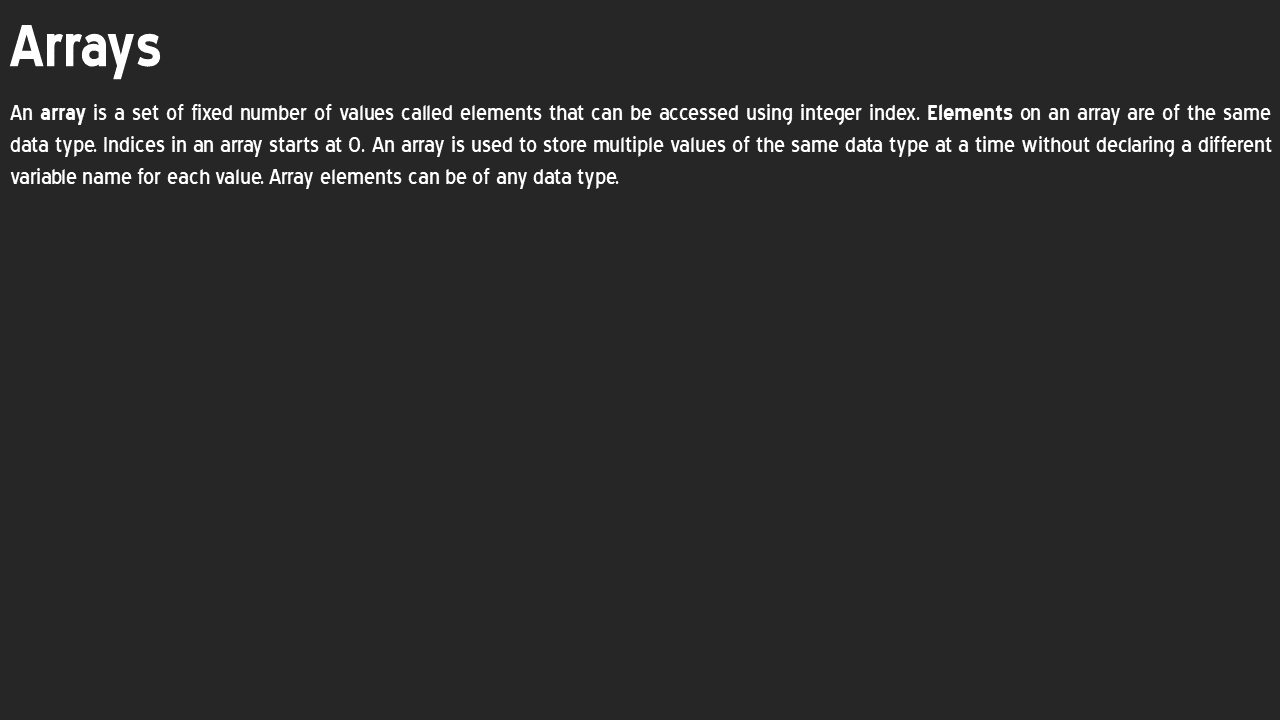 Arrays
An array is a set of fixed number of values called elements that can be accessed using integer index. Elements on an array are of the same
data type. Indices in an array starts at 0. An array is used to store multiple values of the same data type at a time without declaring a different
variable name for each value. Array elements can be of any data type.